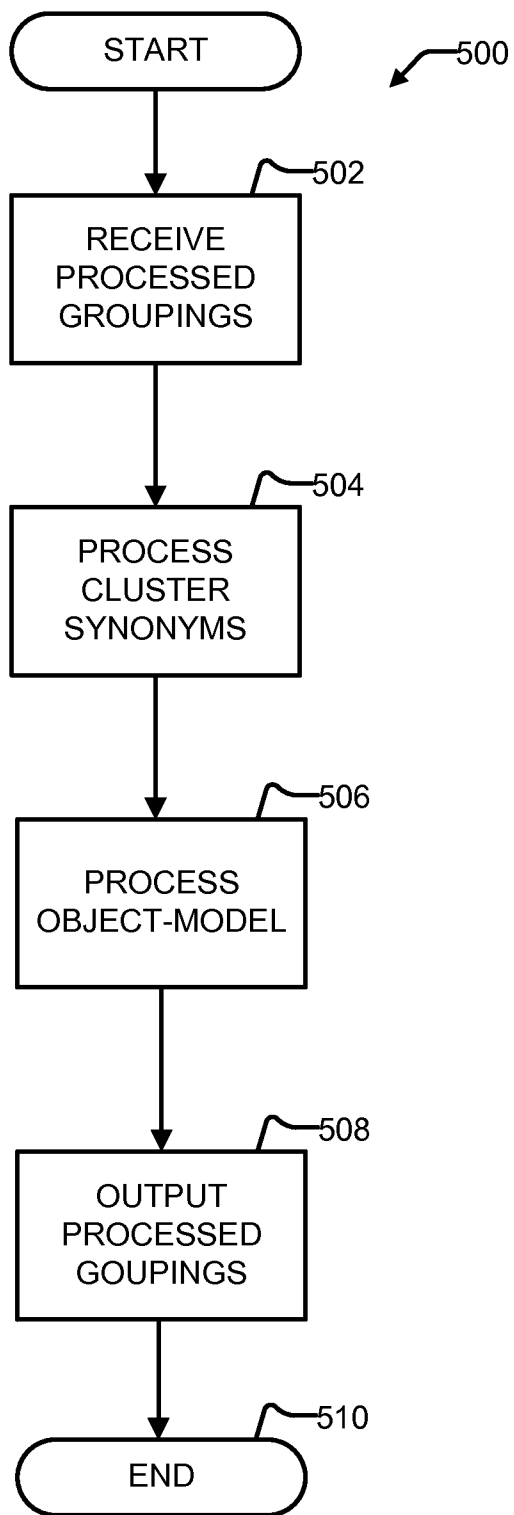 START
500
502
RECEIVE
PROCESSED
GROUPINGS
504
PROCESS
CLUSTER
SYNONYMS
506
PROCESS
OBJECT-MODEL
508
OUTPUT
PROCESSED
GOUPINGS
510
END